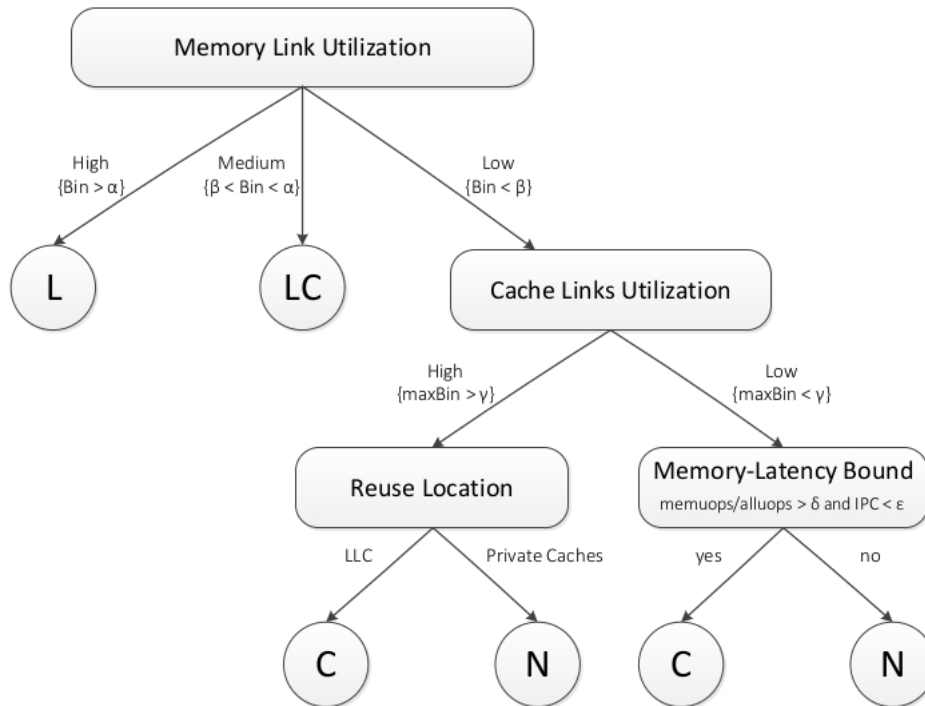 Memory Link Utilization
High
{Bin > α}
Medium
{β < Bin < α}
Low
{Bin < β}
L
LC
Cache Links Utilization
High
{maxBin > γ}
Low
{maxBin < γ}
Reuse Location
Memory-Latency Bound
memuops/alluops > δ and IPC < ε
LLC
Private Caches
yes
no
C
N
C
N